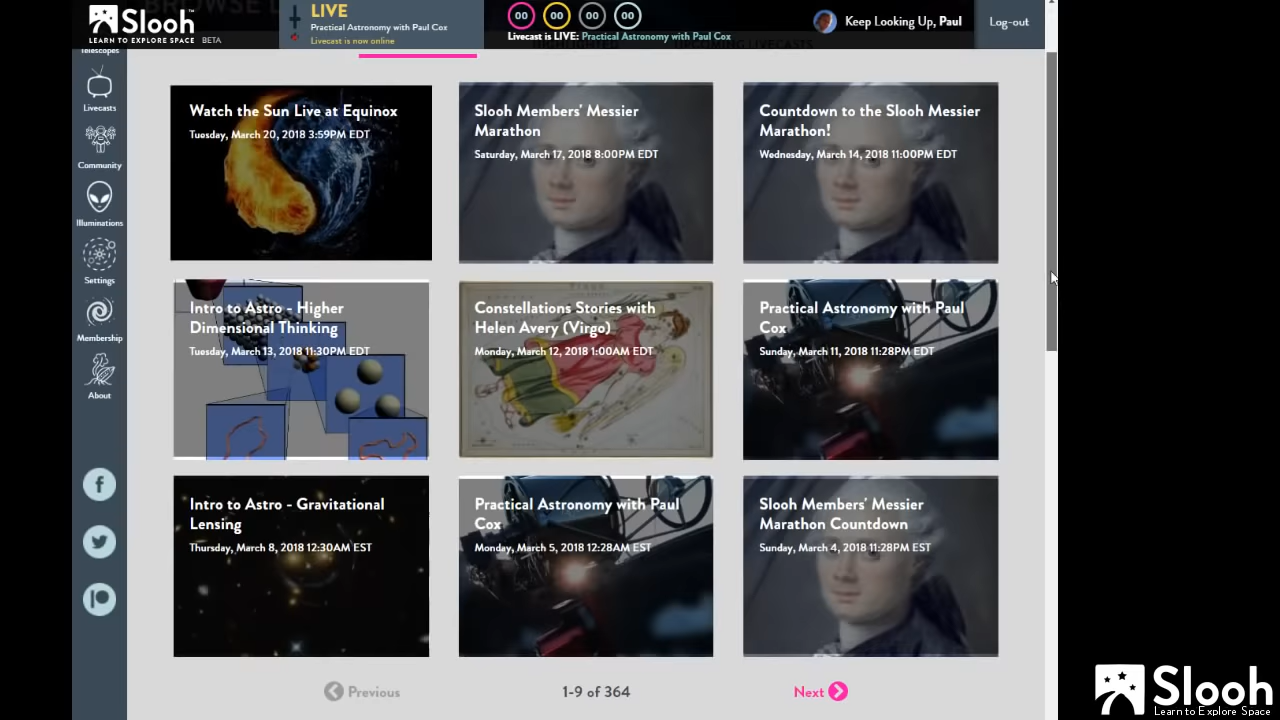 Slooh
LEARN TO EXPLORE SPACE BETA
LIVE
Practical Astronomy with Paul Cox
Livecast is now online
00 00 00 00
Livecast is LIVE: Practical Astronomy with Paul Cox
Keep Looking Up, Paul
Log-out
Telescopes
Livecasts
Community
Illuminations
Settings
Membership
About
Watch the Sun Live at Equinox
Tuesday, March 20, 2018 3:59PM EDT
Slooh Members' Messier
Marathon
Saturday, March 17, 2018 8:00PM EDT
Countdown to the Slooh Messier
Marathon!
Wednesday, March 14, 2018 11:00PM EDT
Intro to Astro - Higher
Dimensional Thinking
Tuesday, March 13, 2018 11:30PM EDT
Constellations Stories with
Helen Avery (Virgo)
Monday, March 12, 2018 1:00AM EDT
Practical Astronomy with Paul
Cox
Sunday, March 11, 2018 11:28PM EDT
Intro to Astro - Gravitational
Lensing
Thursday, March 8, 2018 12:30AM EST
Practical Astronomy with Paul
Cox
Monday, March 5, 2018 12:28AM EST
Slooh Members' Messier
Marathon Countdown
Sunday, March 4, 2018 11:28PM EST
Previous
1-9 of 364
Next
Slooh
Learn to Explore Space